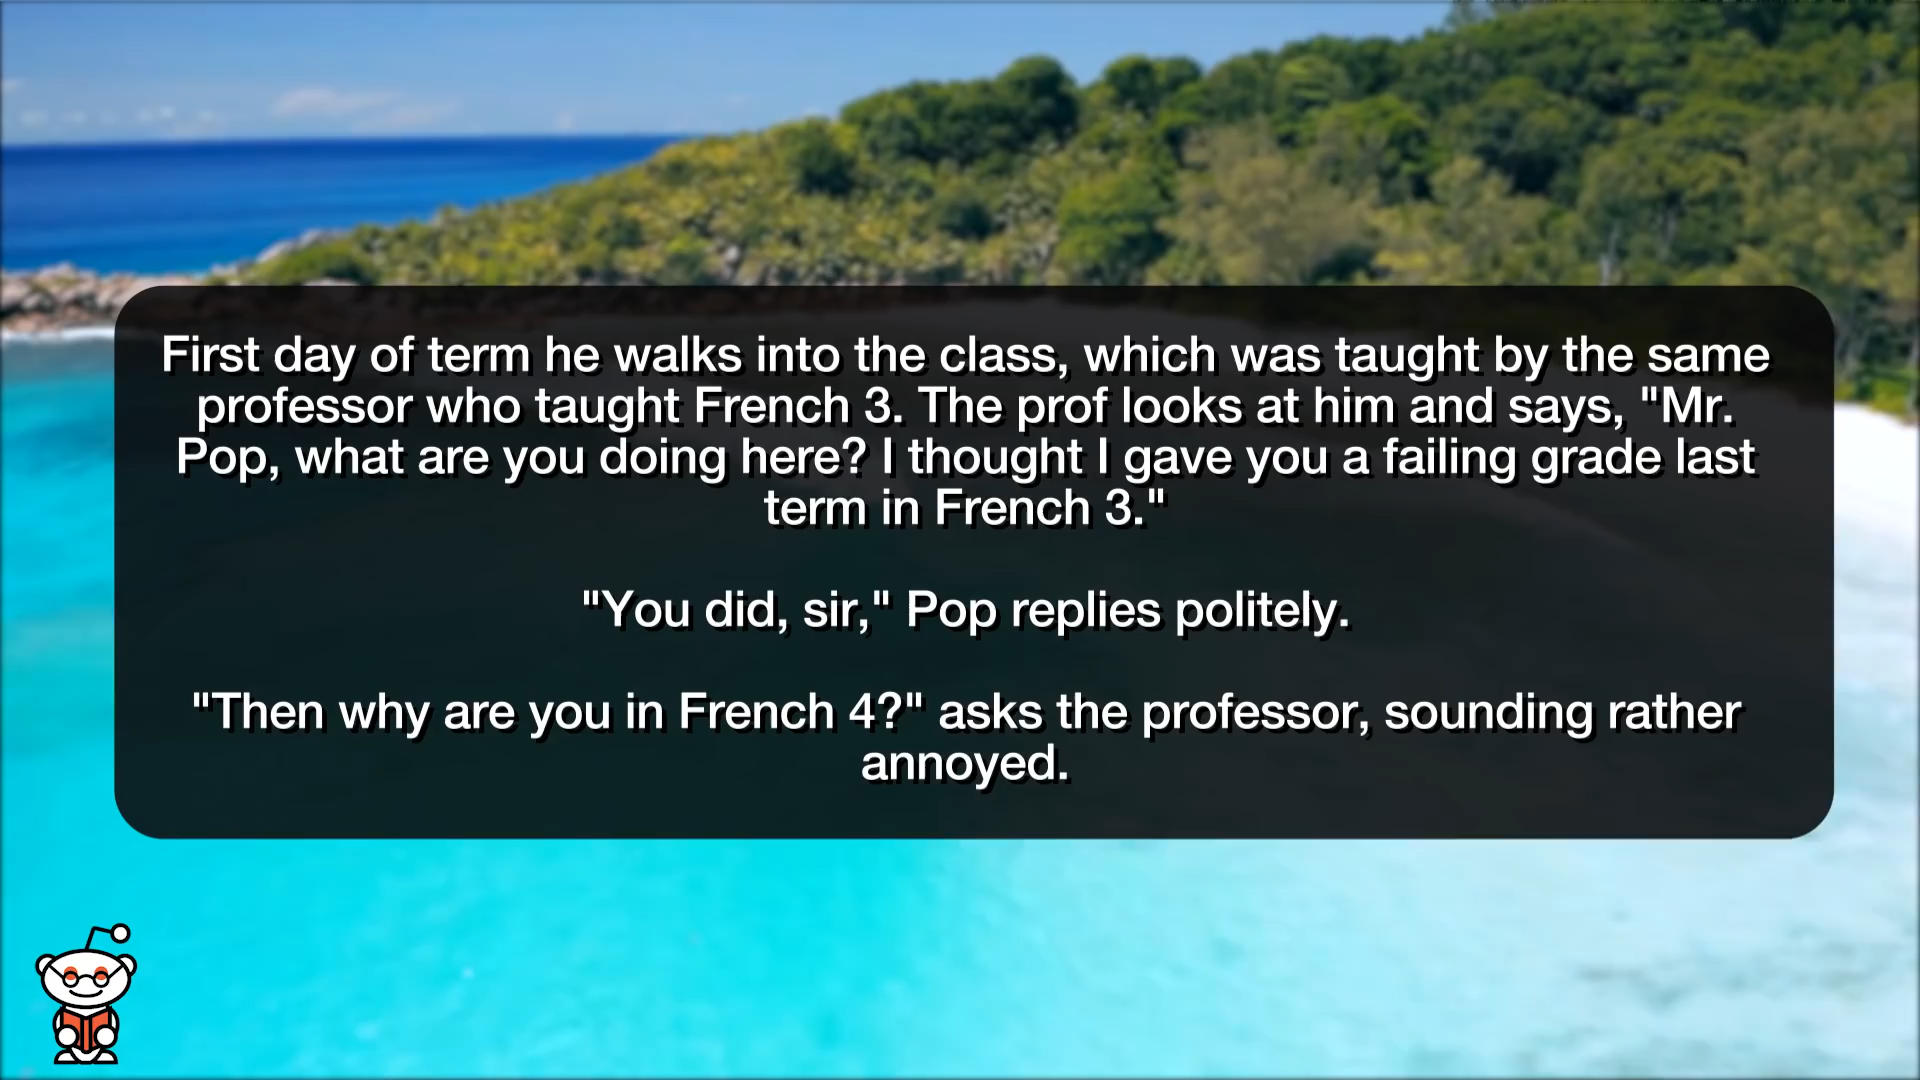 First day of term he walks into the class, which was taught by the same
professor who taught French 3. The prof looks at him and says, "Mr.
Pop, what are you doing here? I thought I gave you a failing grade last
term in French 3."
"You did, sir," Pop replies politely.
"Then why are you in French 4?" asks the professor, sounding rather
annoyed.